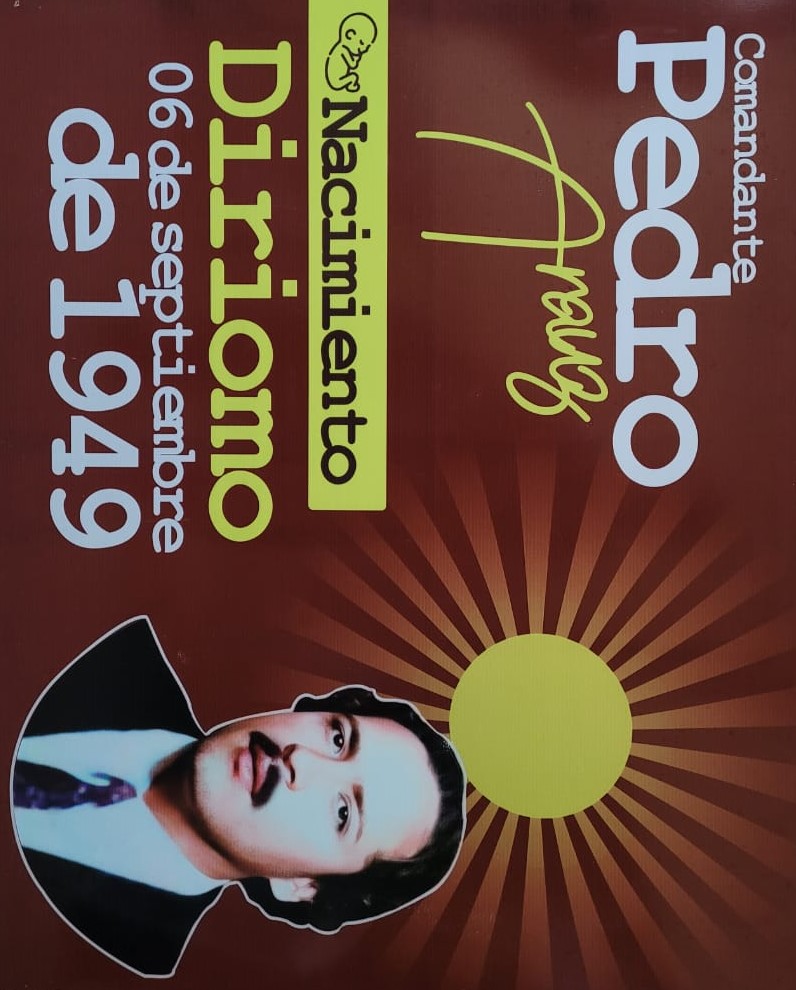 Comandante
Pedro
Arauz
Nacimiento
Diriomo
06 de septiembre
de 1949